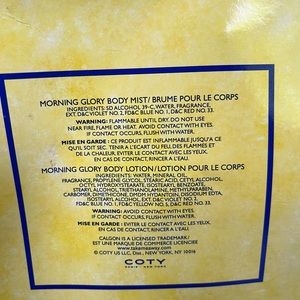 MORNING GLORY BODY MIST/ BRUME POUR LE CORPS
INGREDIENTS: SD ALCOHOL 39-C, WATER, FRAGRANCE,
EXT. D&C VIOLET NO. 2, FD&C BLUE NO. 1, D&C RED NO. 33.
WARNING: FLAMMABLE UNTIL DRY. DO NOT USE
NEAR FIRE, FLAME OR HEAT. AVOID CONTACT WITH EYES.
IF CONTACT OCCURS, FLUSH WITH WATER.
MISE EN GARDE : CE PRODUIT EST INFLAMMABLE JUSQU'A CE
QU'IL SOIT SEC. TENIR A L'ECART DU FEU, DES FLAMMES ET
DE LA CHALEUR. EVITER LE CONTACT AVEC LES YEUX.
EN CAS DE CONTACT, RINCER A L'EAU.
MORNING GLORY BODY LOTION/LOTION POUR LE CORPS
INGREDIENTS: WATER, MINERAL OIL,
FRAGRANCE, PROPYLENE GLYCOL, STEARIC ACID, CETYL ALCOHOL,
HYDROXYSTEARATE, ISOSTEARYL BENZOATE,
STEARYL ALCOHOL, TRIETHANOLAMINE, METHYLPARABEN,
CARBOMER, DIMETHICONE, DMDM HYDANTOIN, DISODIUM EDTA,
ISOSTEARYL ALCOHOL, EXT. D&C VIOLET NO. 2
FD&C BLUE NO. 1, FD&C YELLOW NO. 5, D&C RED NO. 33.
WARNING: AVOID CONTACT WITH EYES.
IF CONTACT OCCURS, FLUSH WITH WATER.
MISE EN GARDE : EVITER LE CONTACT AVEC LES YEUX.
EN CAS DE CONTACT, RINCER A L'EAU.
CALGON IS A LICENSED TRADEMARK/
EST UNE MARQUE DE COMMERCE LICENCIEE
www.takemeaway.com
© COTY US LLC, Dist., NY, NY 10016
COTY
PARIS - NEW YORK